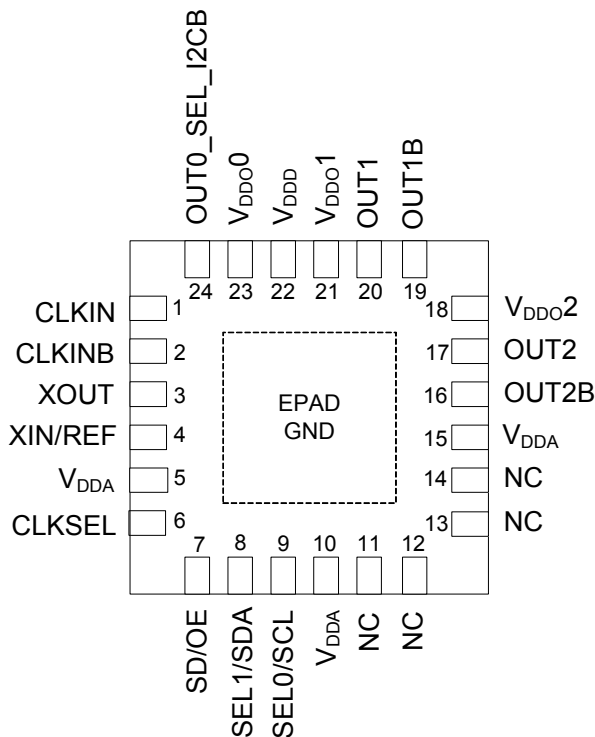 OUT0_SEL_I2CB
VDDO0
VDDD
VDDO1
OUT1
OUT1B
24
23
22
21
20
19
CLKIN
1
CLKINB
2
XOUT
3
XIN/REF
4
VDDA
5
CLKSEL
6
EPAD
GND
18
VDDO2
17
OUT2
16
OUT2B
15
VDDA
14
NC
13
NC
7
8
9
10
11
12
SD/OE
SEL1/SDA
SEL0/SCL
VDDA
NC
NC